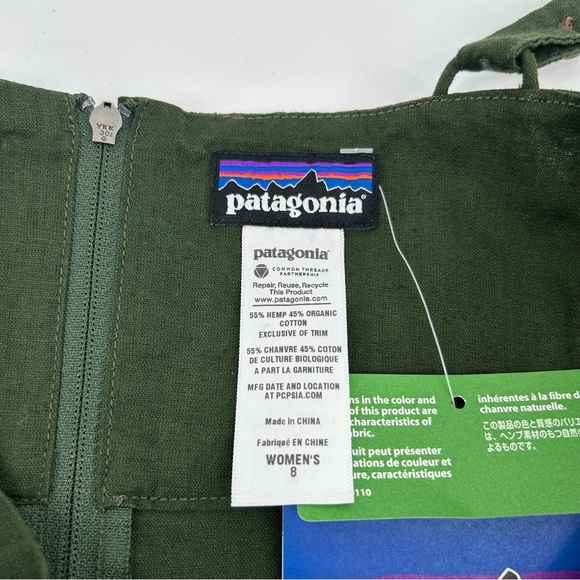 YKK
patagonia®
patagonia®
COMMON THREADS
PARTNERSHIP
Repair, Reuse, Recycle
This Product
www.patagonia.com
55% HEMP 45% ORGANIC
COTTON
EXCLUSIVE OF TRIM
55% CHANVRE 45% COTON
DE CULTURE BIOLOGIQUE
A PART LA GARNITURE
MFG DATE AND LOCATION
AT PCPSIA.COM
Made in CHINA
Fabriqué EN CHINE
WOMEN'S
8
ns in the color and
of this product are
characteristics of
bric.
uit peut présenter
ations de couleur et
ure, caractéristiques
110
inhérentes à la fibre d
chanvre naturelle.
この製品の色と質感のバリエ
は、ヘンプ素材のもつ自然の
よるものです。